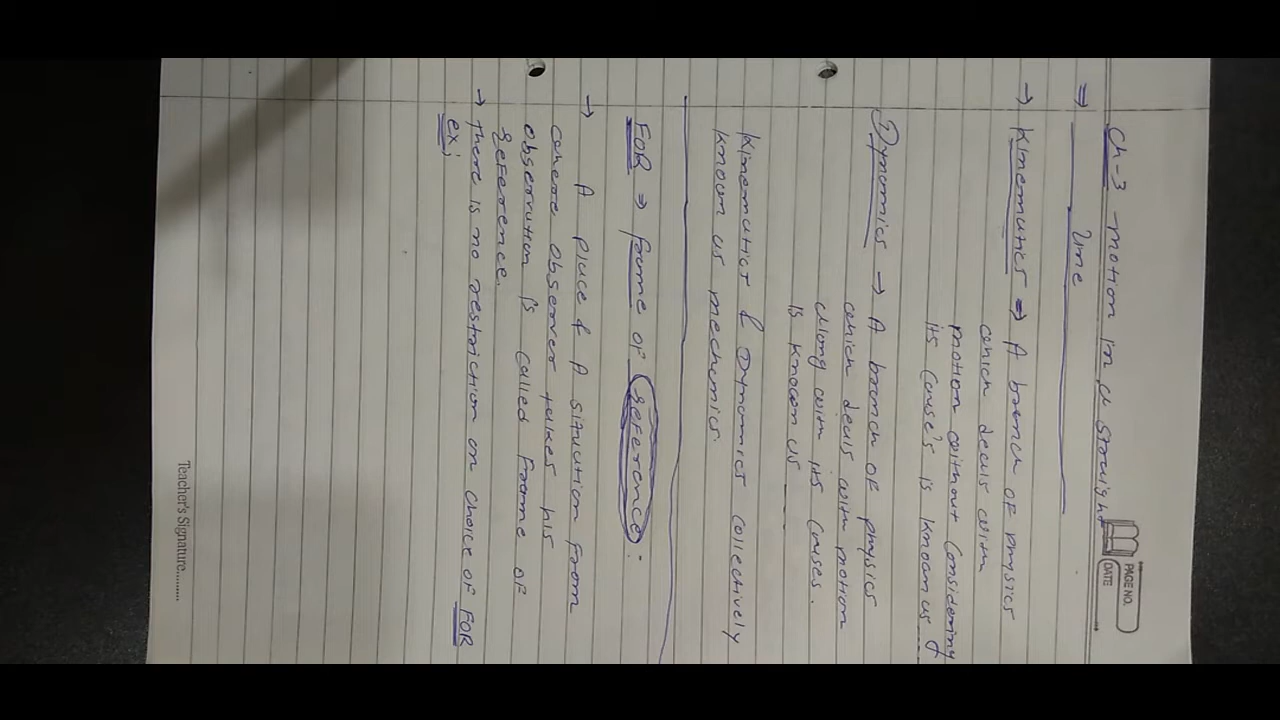 PAGE NO.
DATE
Ch-3 motion in a straight
line
→ Kinematics ⇒ A branch of physics
which deals with
motion without considering
its cause's is known as
Dynamics → A branch of physics
which deals with motion
along with its causes.
is known as
Kinematics & Dynamics collectively
known as mechanics.
FOR ⇒ frame of reference :
→ A place & A situation from
where observer takes his
observation is called frame of
reference.
→ there is no restriction on choice of FOR
ex:
Teacher's Signature.........